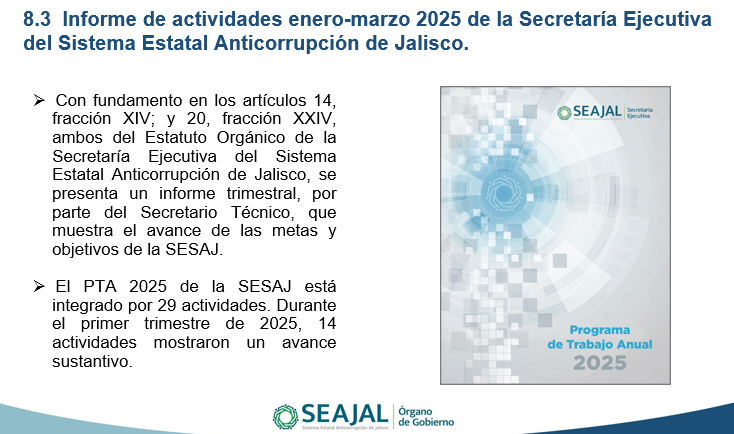 8.3 Informe de actividades enero-marzo 2025 de la Secretaría Ejecutiva
del Sistema Estatal Anticorrupción de Jalisco.
➢ Con fundamento en los artículos 14,
fracción XIV; y 20, fracción XXIV,
ambos del Estatuto Orgánico de la
Secretaría Ejecutiva del Sistema
Estatal Anticorrupción de Jalisco, se
presenta un informe trimestral, por
parte del Secretario Técnico, que
muestra el avance de las metas y
objetivos de la SESAJ.
➢ El PTA 2025 de la SESAJ está
integrado por 29 actividades. Durante
el primer trimestre de 2025, 14
actividades mostraron un avance
sustantivo.
SEAJAL
Secretaría
Ejecutiva
Programa
de Trabajo Anual
2025
SEAJAL
Sistema Estatal Anticorrupción de Jalisco
Órgano
de Gobierno